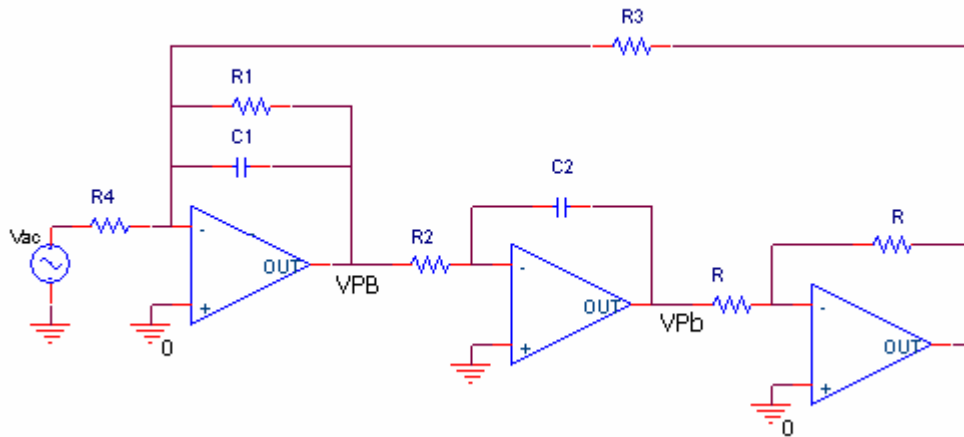 R3
R1
C1
C2
R4
Vac
-
R2
R
OUT
VPB
-
+
0
OUT
VPb
R
-
+
OUT
+
0